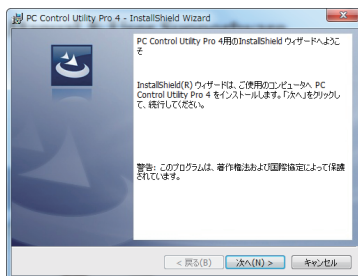 PC Control Utility Pro 4 - InstallShield Wizard
PC Control Utility Pro 4用のInstallShield ウィザードへようこ
そ
InstallShield(R) ウィザードは、ご使用のコンピュータへ PC
Control Utility Pro 4 をインストールします。「次へ」をクリックし
て、続行してください。
警告: このプログラムは、著作権法および国際協定によって保護
されています。
< 戻る(B)
次へ(N) >
キャンセル